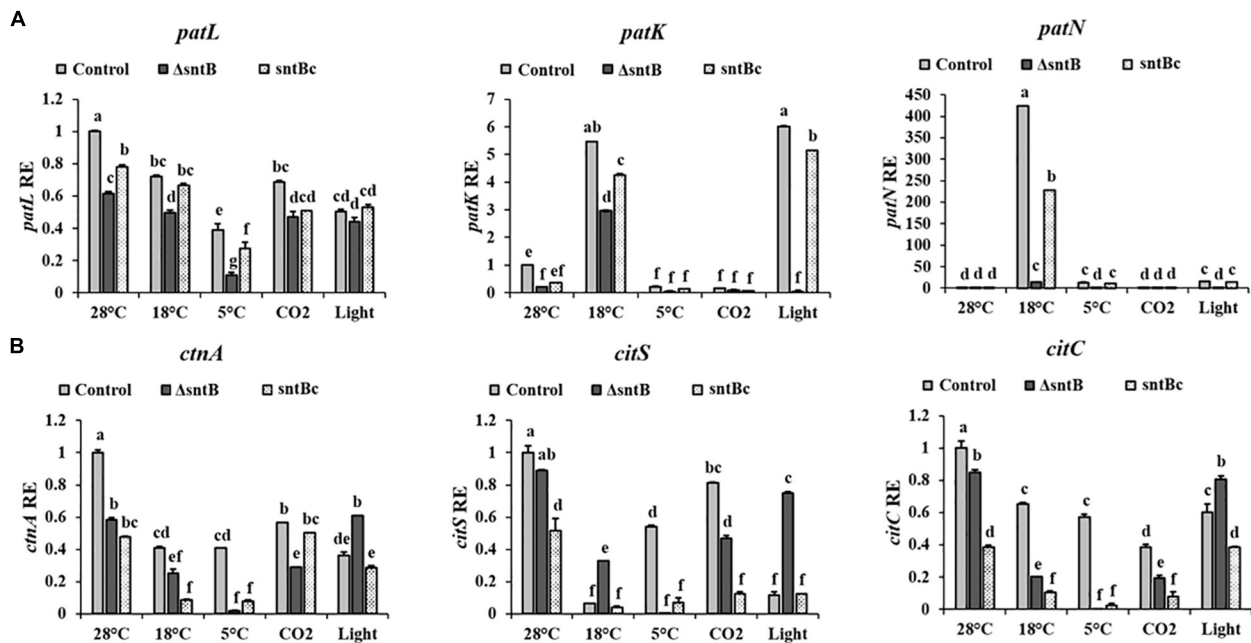 A
patL
Control ΔsntB sntBc
patL RE
1.2
1
0.8
0.6
0.4
0.2
0
a
c
b
bc
d
bc
e
g
f
bc
d
cd
cd
d
cd
28°C 18°C 5°C CO2 Light
patK
Control ΔsntB sntBc
patK RE
7
6
5
4
3
2
1
0
e
f
ef
ab
d
c
f f f
f f f
a
f
b
28°C 18°C 5°C CO2 Light
patN
Control ΔsntB sntBc
patN RE
450
400
350
300
250
200
150
100
50
0
d d d
a
c
b
c d c
d d d
c d c
28°C 18°C 5°C CO2 Light
B
ctnA
Control ΔsntB sntBc
ctnA RE
1.2
1
0.8
0.6
0.4
0.2
0
a
b
bc
cd
ef
f
cd
f
f
b
e
bc
de
b
e
28°C 18°C 5°C CO2 Light
citS
Control ΔsntB sntBc
citS RE
1.2
1
0.8
0.6
0.4
0.2
0
a
ab
d
f
e
f
d
f
f
bc
d
f
f
c
f
28°C 18°C 5°C CO2 Light
citC
Control ΔsntB sntBc
citC RE
1.2
1
0.8
0.6
0.4
0.2
0
a
b
d
c
e
f
c
f
f
d
e
f
c
b
d
28°C 18°C 5°C CO2 Light